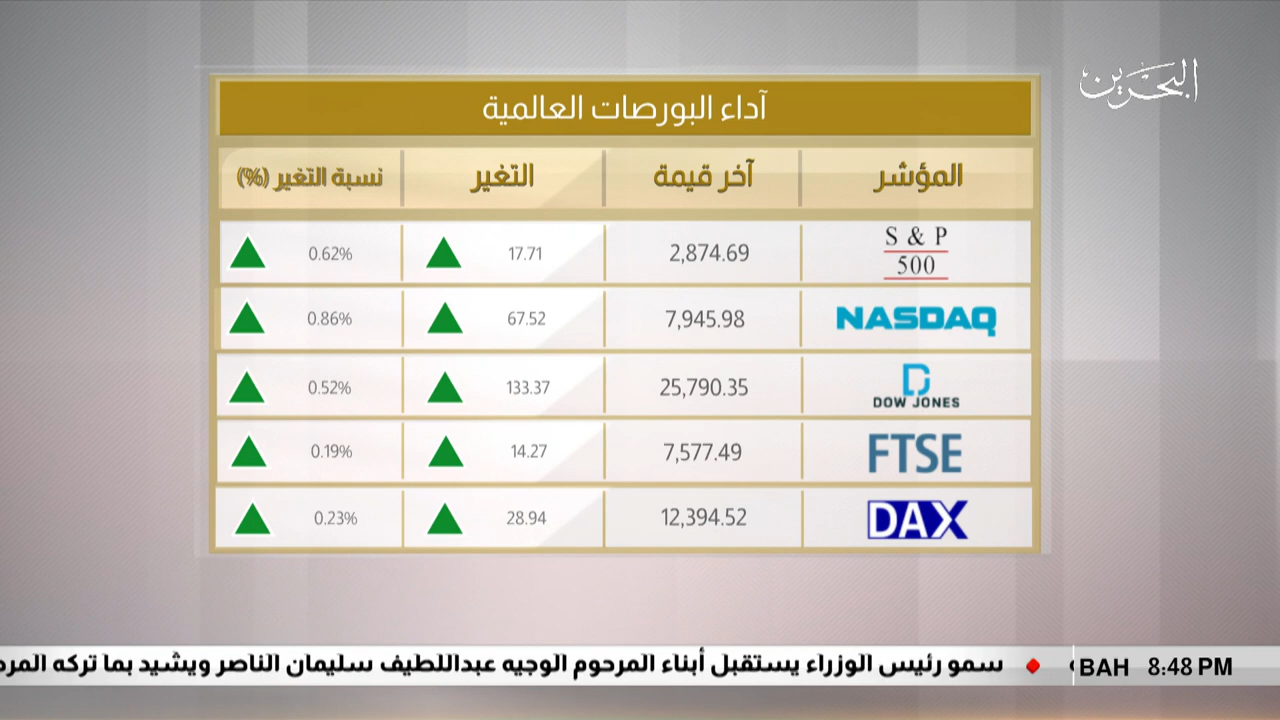 البحرين
آداء البورصات العالمية
المؤشر آخر قيمة التغير نسبة التغير (%)
S & P
500
2,874.69 17.71 0.62%
NASDAQ 7,945.98 67.52 0.86%
DOW JONES 25,790.35 133.37 0.52%
FTSE 7,577.49 14.27 0.19%
DAX 12,394.52 28.94 0.23%
سمو رئيس الوزراء يستقبل أبناء المرحوم الوجيه عبداللطيف سليمان الناصر ويشيد بما تركه
BAH 8:48 PM